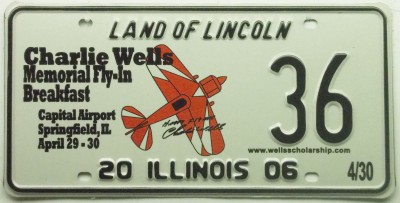 LAND OF LINCOLN
Charlie Wells
Memorial Fly-In
Breakfast
Capital Airport
Springfield, IL
April 29 - 30
36
www.wellsscholarship.com
20 ILLINOIS 06
4/30